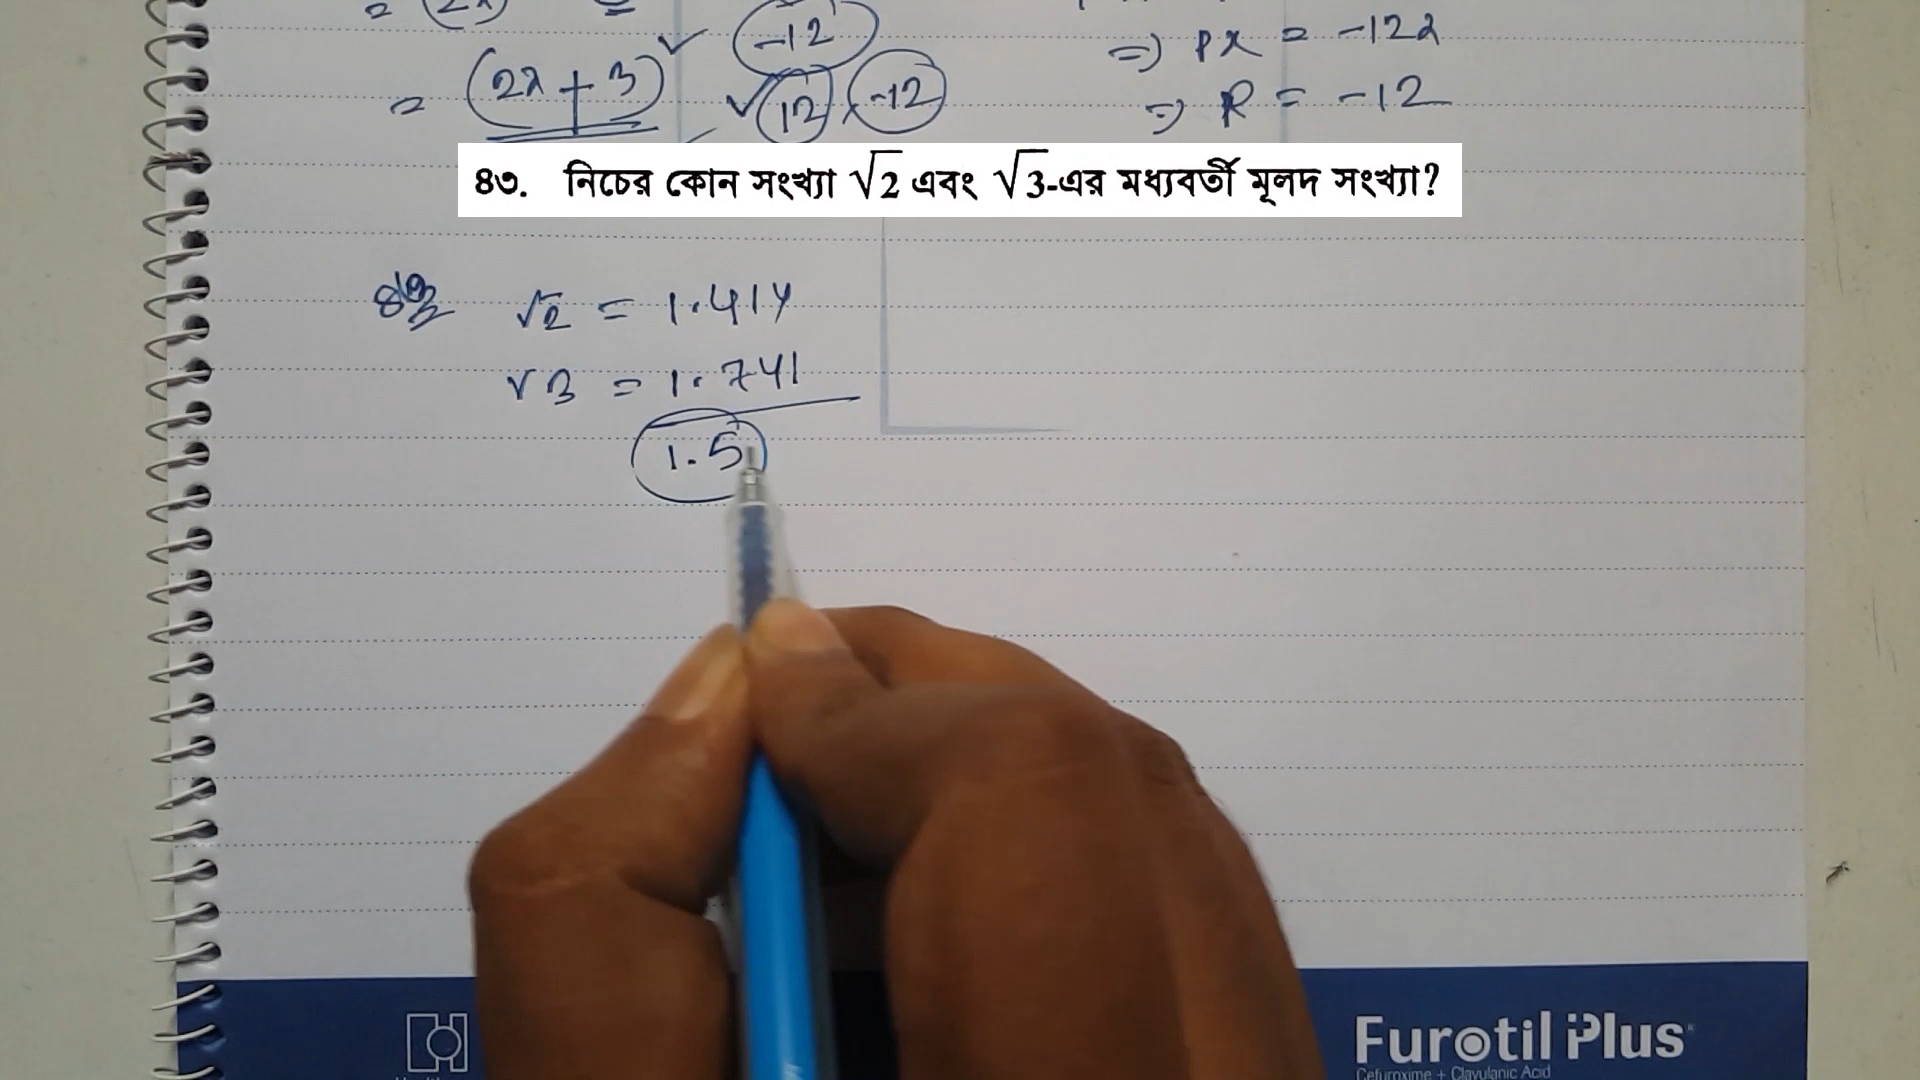 = (2x + 3) ✓ -12
✓ 12, -12
=> px = -12x
=> R = -12
৪৩. নিচের কোন সংখ্যা √2 এবং √3-এর মধ্যবর্তী মূলদ সংখ্যা?
৪৩ √2 = 1.414
√3 = 1.741
1.5
Furotil Plus
Cefuroxime + Clavulanic Acid